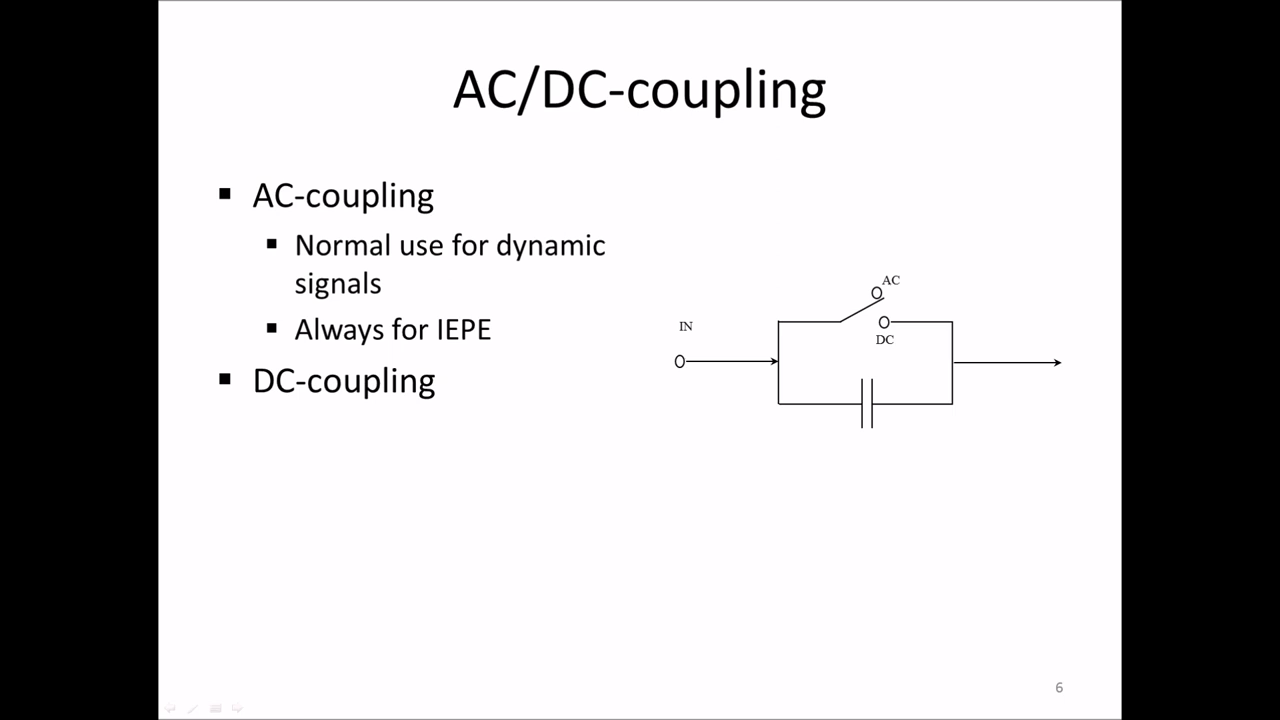 AC/DC-coupling
▪ AC-coupling
▪ Normal use for dynamic
signals
▪ Always for IEPE
▪ DC-coupling
AC
IN
DC
6